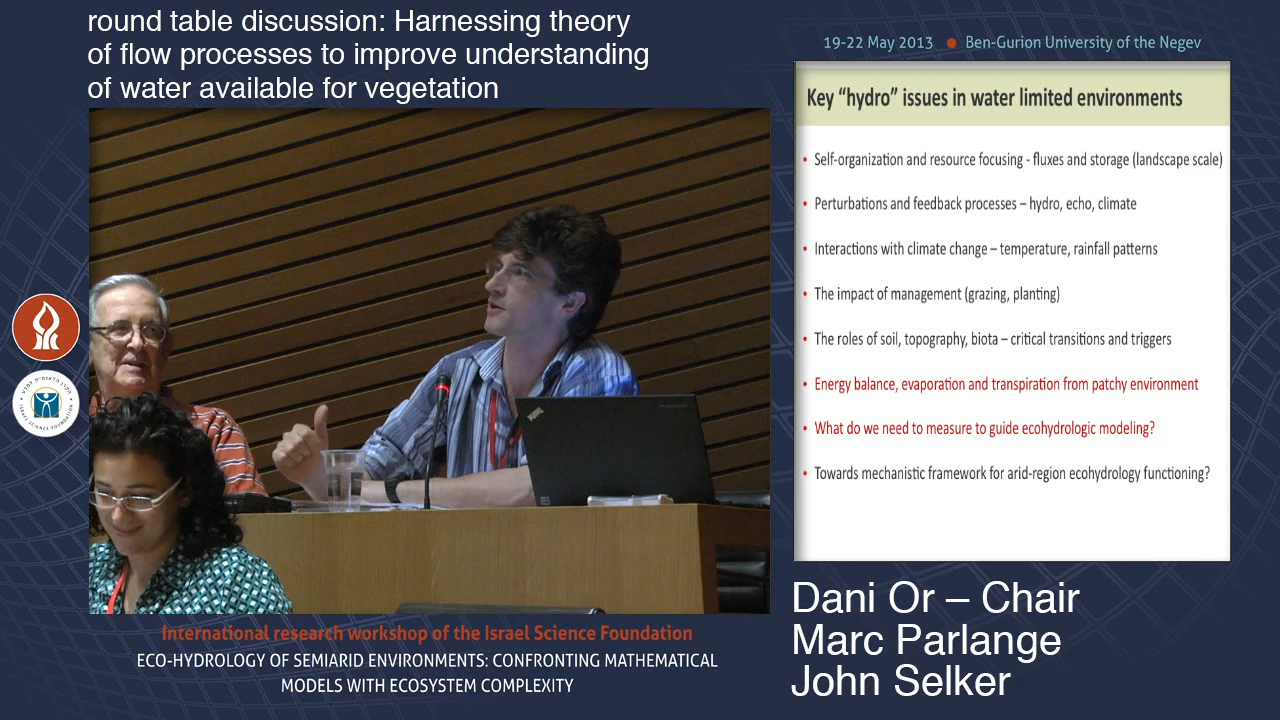 round table discussion: Harnessing theory
of flow processes to improve understanding
of water available for vegetation
19-22 May 2013 ● Ben-Gurion University of the Negev
Key “hydro” issues in water limited environments
• Self-organization and resource focusing - fluxes and storage (landscape scale)
• Perturbations and feedback processes – hydro, echo, climate
• Interactions with climate change – temperature, rainfall patterns
• The impact of management (grazing, planting)
• The roles of soil, topography, biota – critical transitions and triggers
• Energy balance, evaporation and transpiration from patchy environment
• What do we need to measure to guide ecohydrologic modeling?
• Towards mechanistic framework for arid-region ecohydrology functioning?
ISRAEL SCIENCE FOUNDATION
International research workshop of the Israel Science Foundation
ECO-HYDROLOGY OF SEMIARID ENVIRONMENTS: CONFRONTING MATHEMATICAL
MODELS WITH ECOSYSTEM COMPLEXITY
Dani Or – Chair
Marc Parlange
John Selker